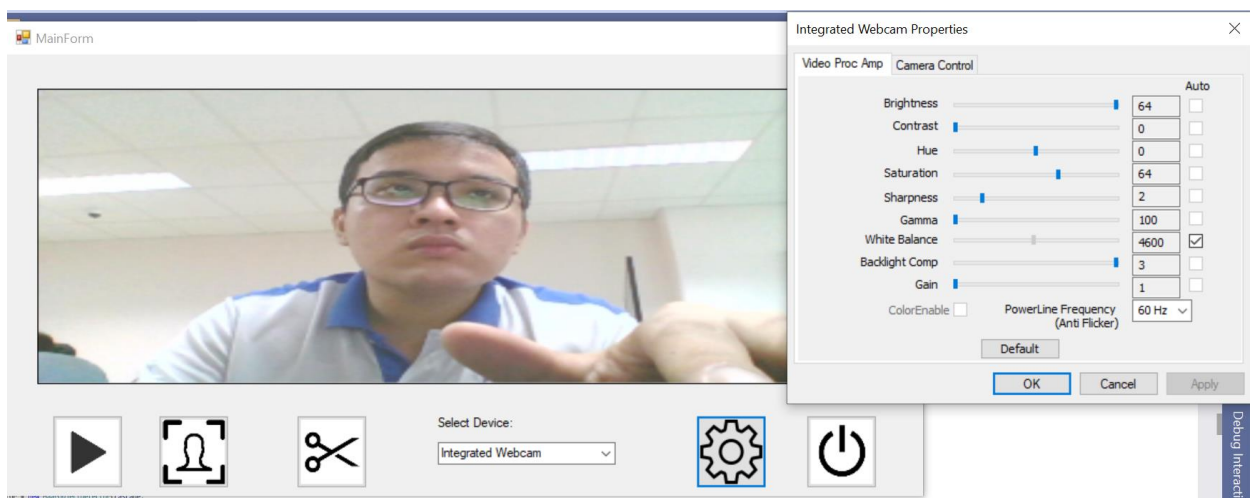 MainForm
Select Device:
Integrated Webcam
Integrated Webcam Properties
Video Proc Amp Camera Control
Auto
Brightness 64
Contrast 0
Hue 0
Saturation 64
Sharpness 2
Gamma 100
White Balance 4600
Backlight Comp 3
Gain 1
ColorEnable PowerLine Frequency 60 Hz
(Anti Flicker)
Default
OK Cancel Apply